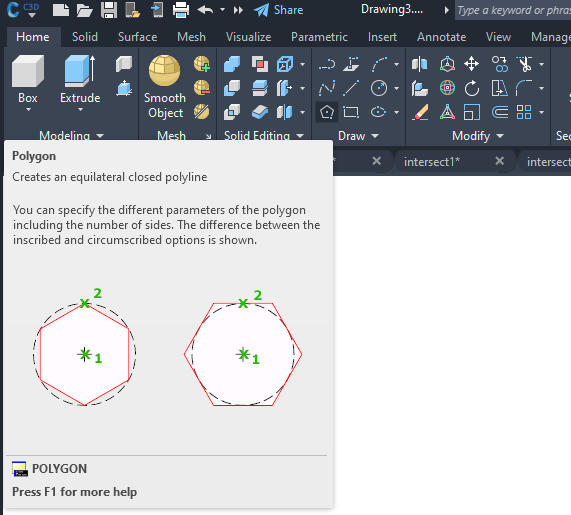 C3D
Share
Drawing3....
Type a keyword or phras
Home
Solid
Surface
Mesh
Visualize
Parametric
Insert
Annotate
View
Manage
Box
Extrude
Smooth
Object
Modeling
Mesh
Solid Editing
Draw
Modify
Se
intersect1*
intersect
Polygon
Creates an equilateral closed polyline
You can specify the different parameters of the polygon
including the number of sides. The difference between the
inscribed and circumscribed options is shown.
2
1
2
1
POLYGON
Press F1 for more help